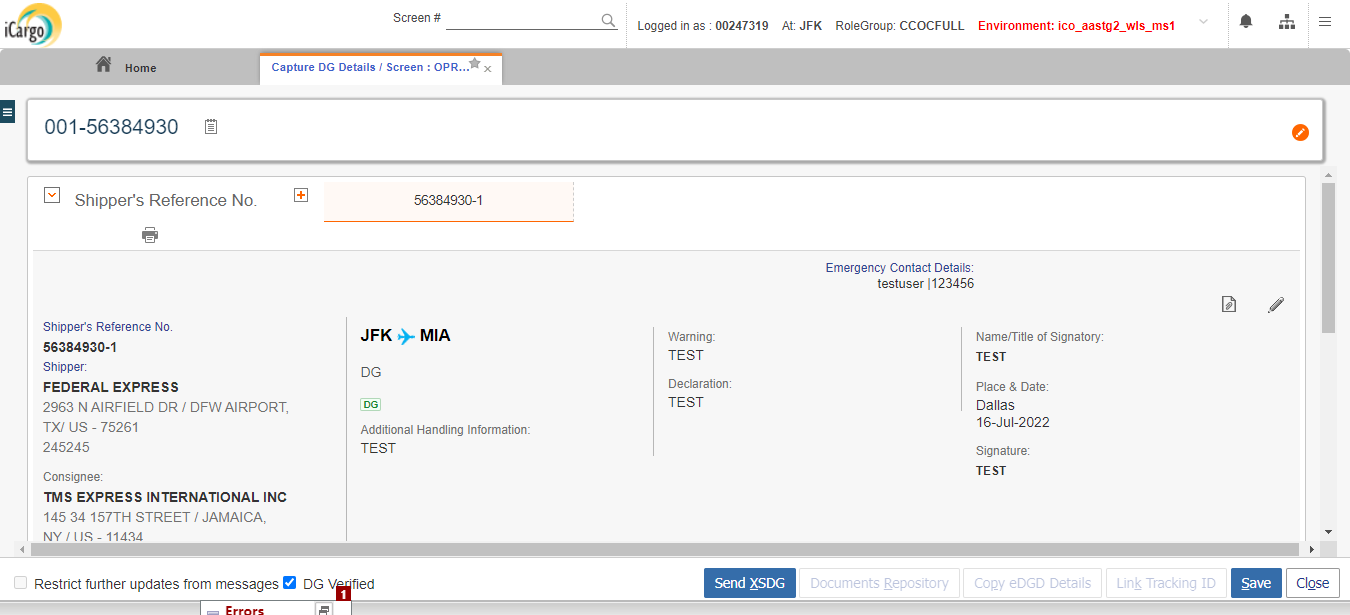 iCargo
Screen #
Logged in as : 00247319 At: JFK RoleGroup: CCOCFULL Environment: ico_aastg2_wls_ms1
Home
Capture DG Details / Screen : OPR...
001-56384930
Shipper's Reference No.
56384930-1
Emergency Contact Details:
testuser |123456
Shipper's Reference No.
56384930-1
Shipper:
FEDERAL EXPRESS
2963 N AIRFIELD DR / DFW AIRPORT,
TX/ US - 75261
245245
Consignee:
TMS EXPRESS INTERNATIONAL INC
145 34 157TH STREET / JAMAICA,
NY / US - 11434
JFK MIA
DG
DG
Additional Handling Information:
TEST
Warning:
TEST
Declaration:
TEST
Name/Title of Signatory:
TEST
Place & Date:
Dallas
16-Jul-2022
Signature:
TEST
Restrict further updates from messages DG Verified
Send XSDG Documents Repository Copy eDGD Details Link Tracking ID Save Close
1
Errors